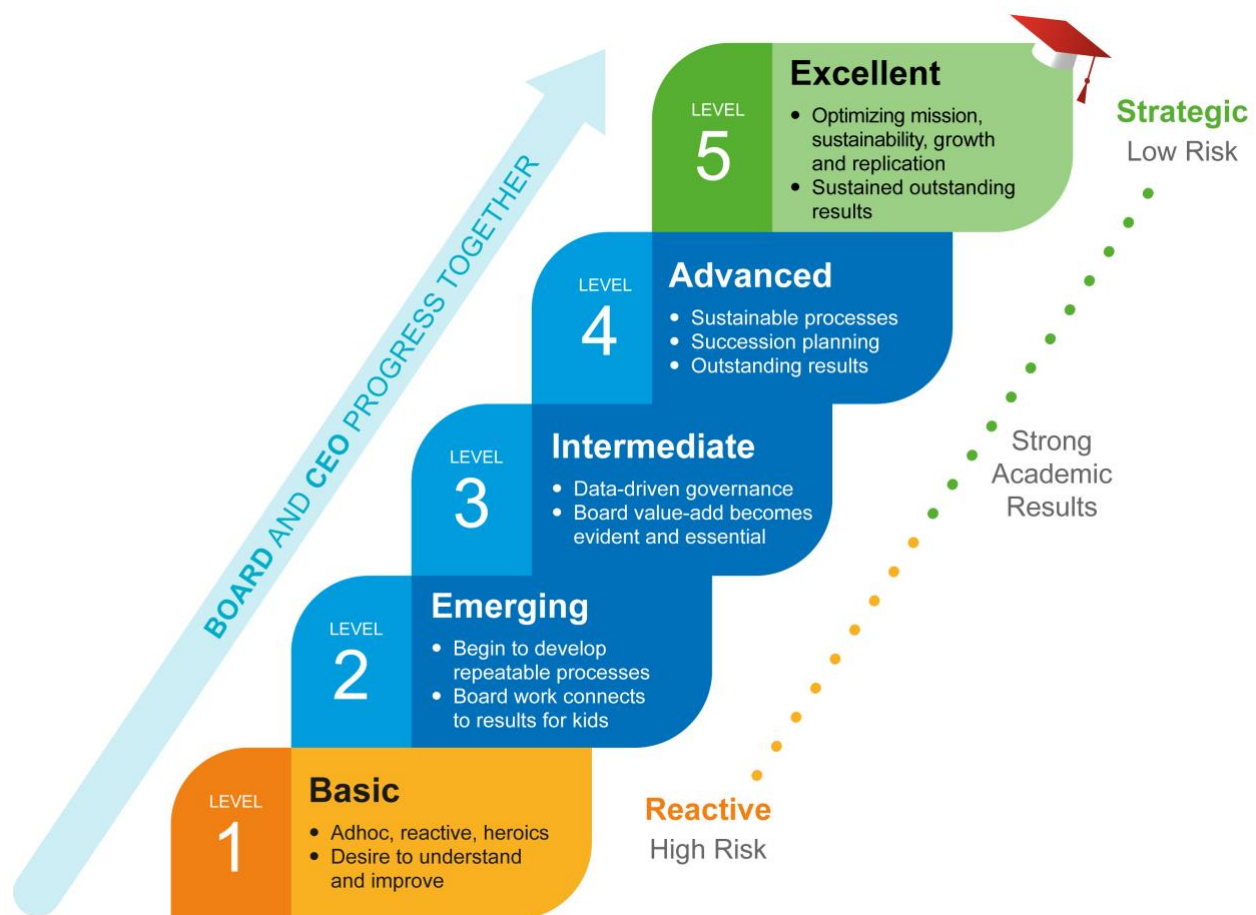 BOARD AND CEO PROGRESS TOGETHER
LEVEL
5
Excellent
• Optimizing mission,
sustainability, growth
and replication
• Sustained outstanding
results
Strategic
Low Risk
LEVEL
4
Advanced
• Sustainable processes
• Succession planning
• Outstanding results
LEVEL
3
Intermediate
• Data-driven governance
• Board value-add becomes
evident and essential
Strong
Academic
Results
LEVEL
2
Emerging
• Begin to develop
repeatable processes
• Board work connects
to results for kids
LEVEL
1
Basic
• Adhoc, reactive, heroics
• Desire to understand
and improve
Reactive
High Risk